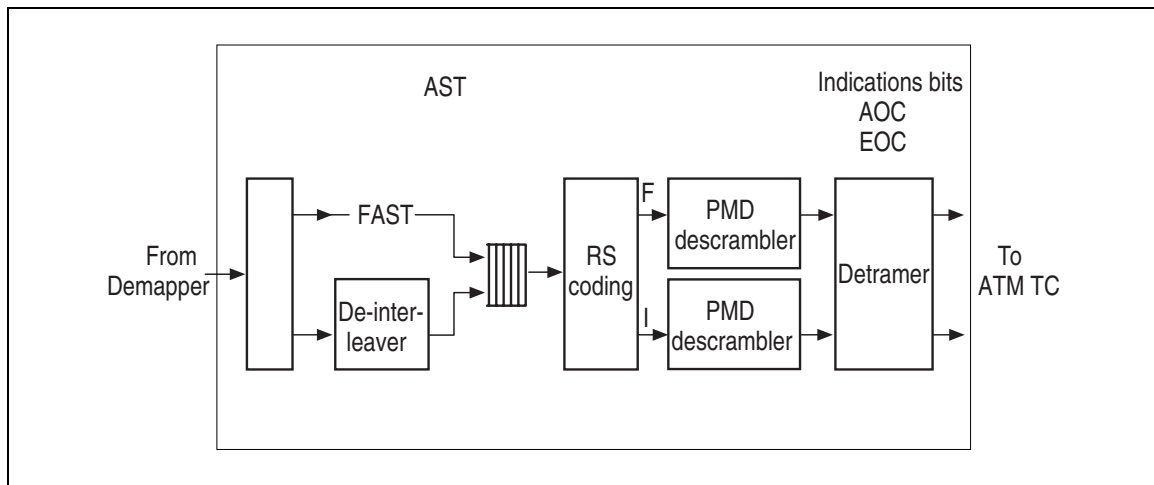 AST
Indications bits
AOC
EOC
From
Demapper
FAST
De-inter-
leaver
RS
coding
F
I
PMD
descrambler
PMD
descrambler
Detramer
To
ATM TC